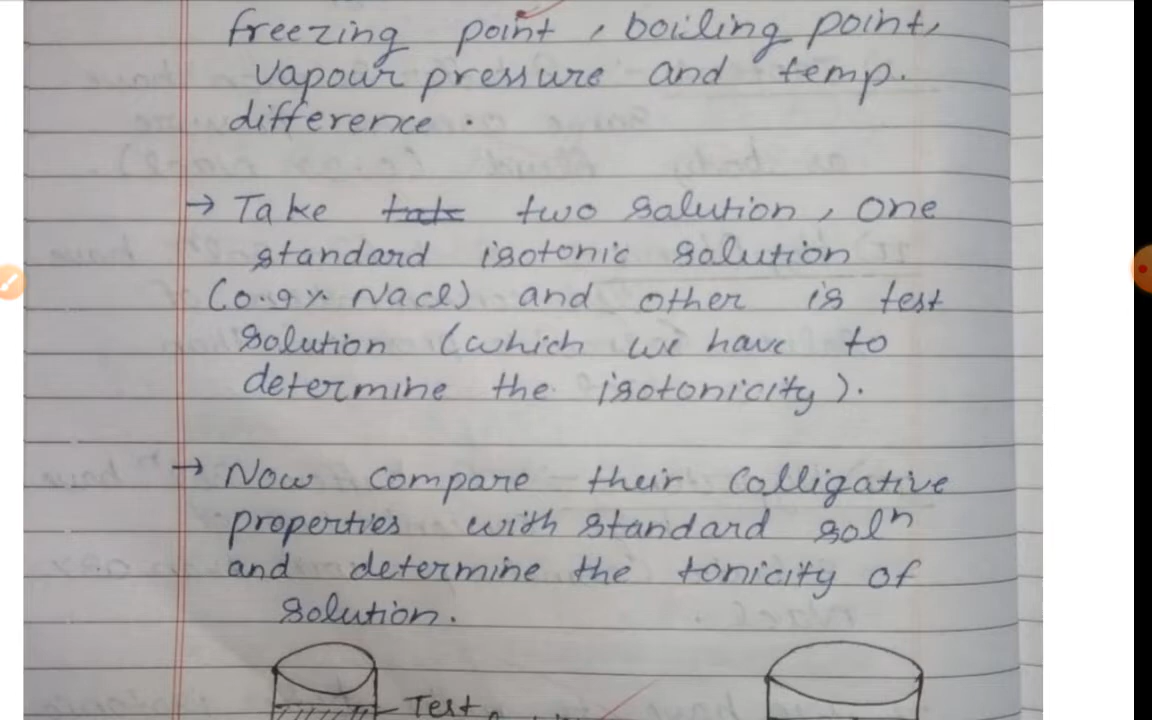 freezing point, boiling point,
vapour pressure and temp.
difference.
→ Take two solution, one
standard isotonic solution
(0.9% Nacl) and other is test
solution (which we have to
determine the isotonicity).
→ Now compare their Colligative
properties with standard solⁿ
and determine the tonicity of
solution.
Test